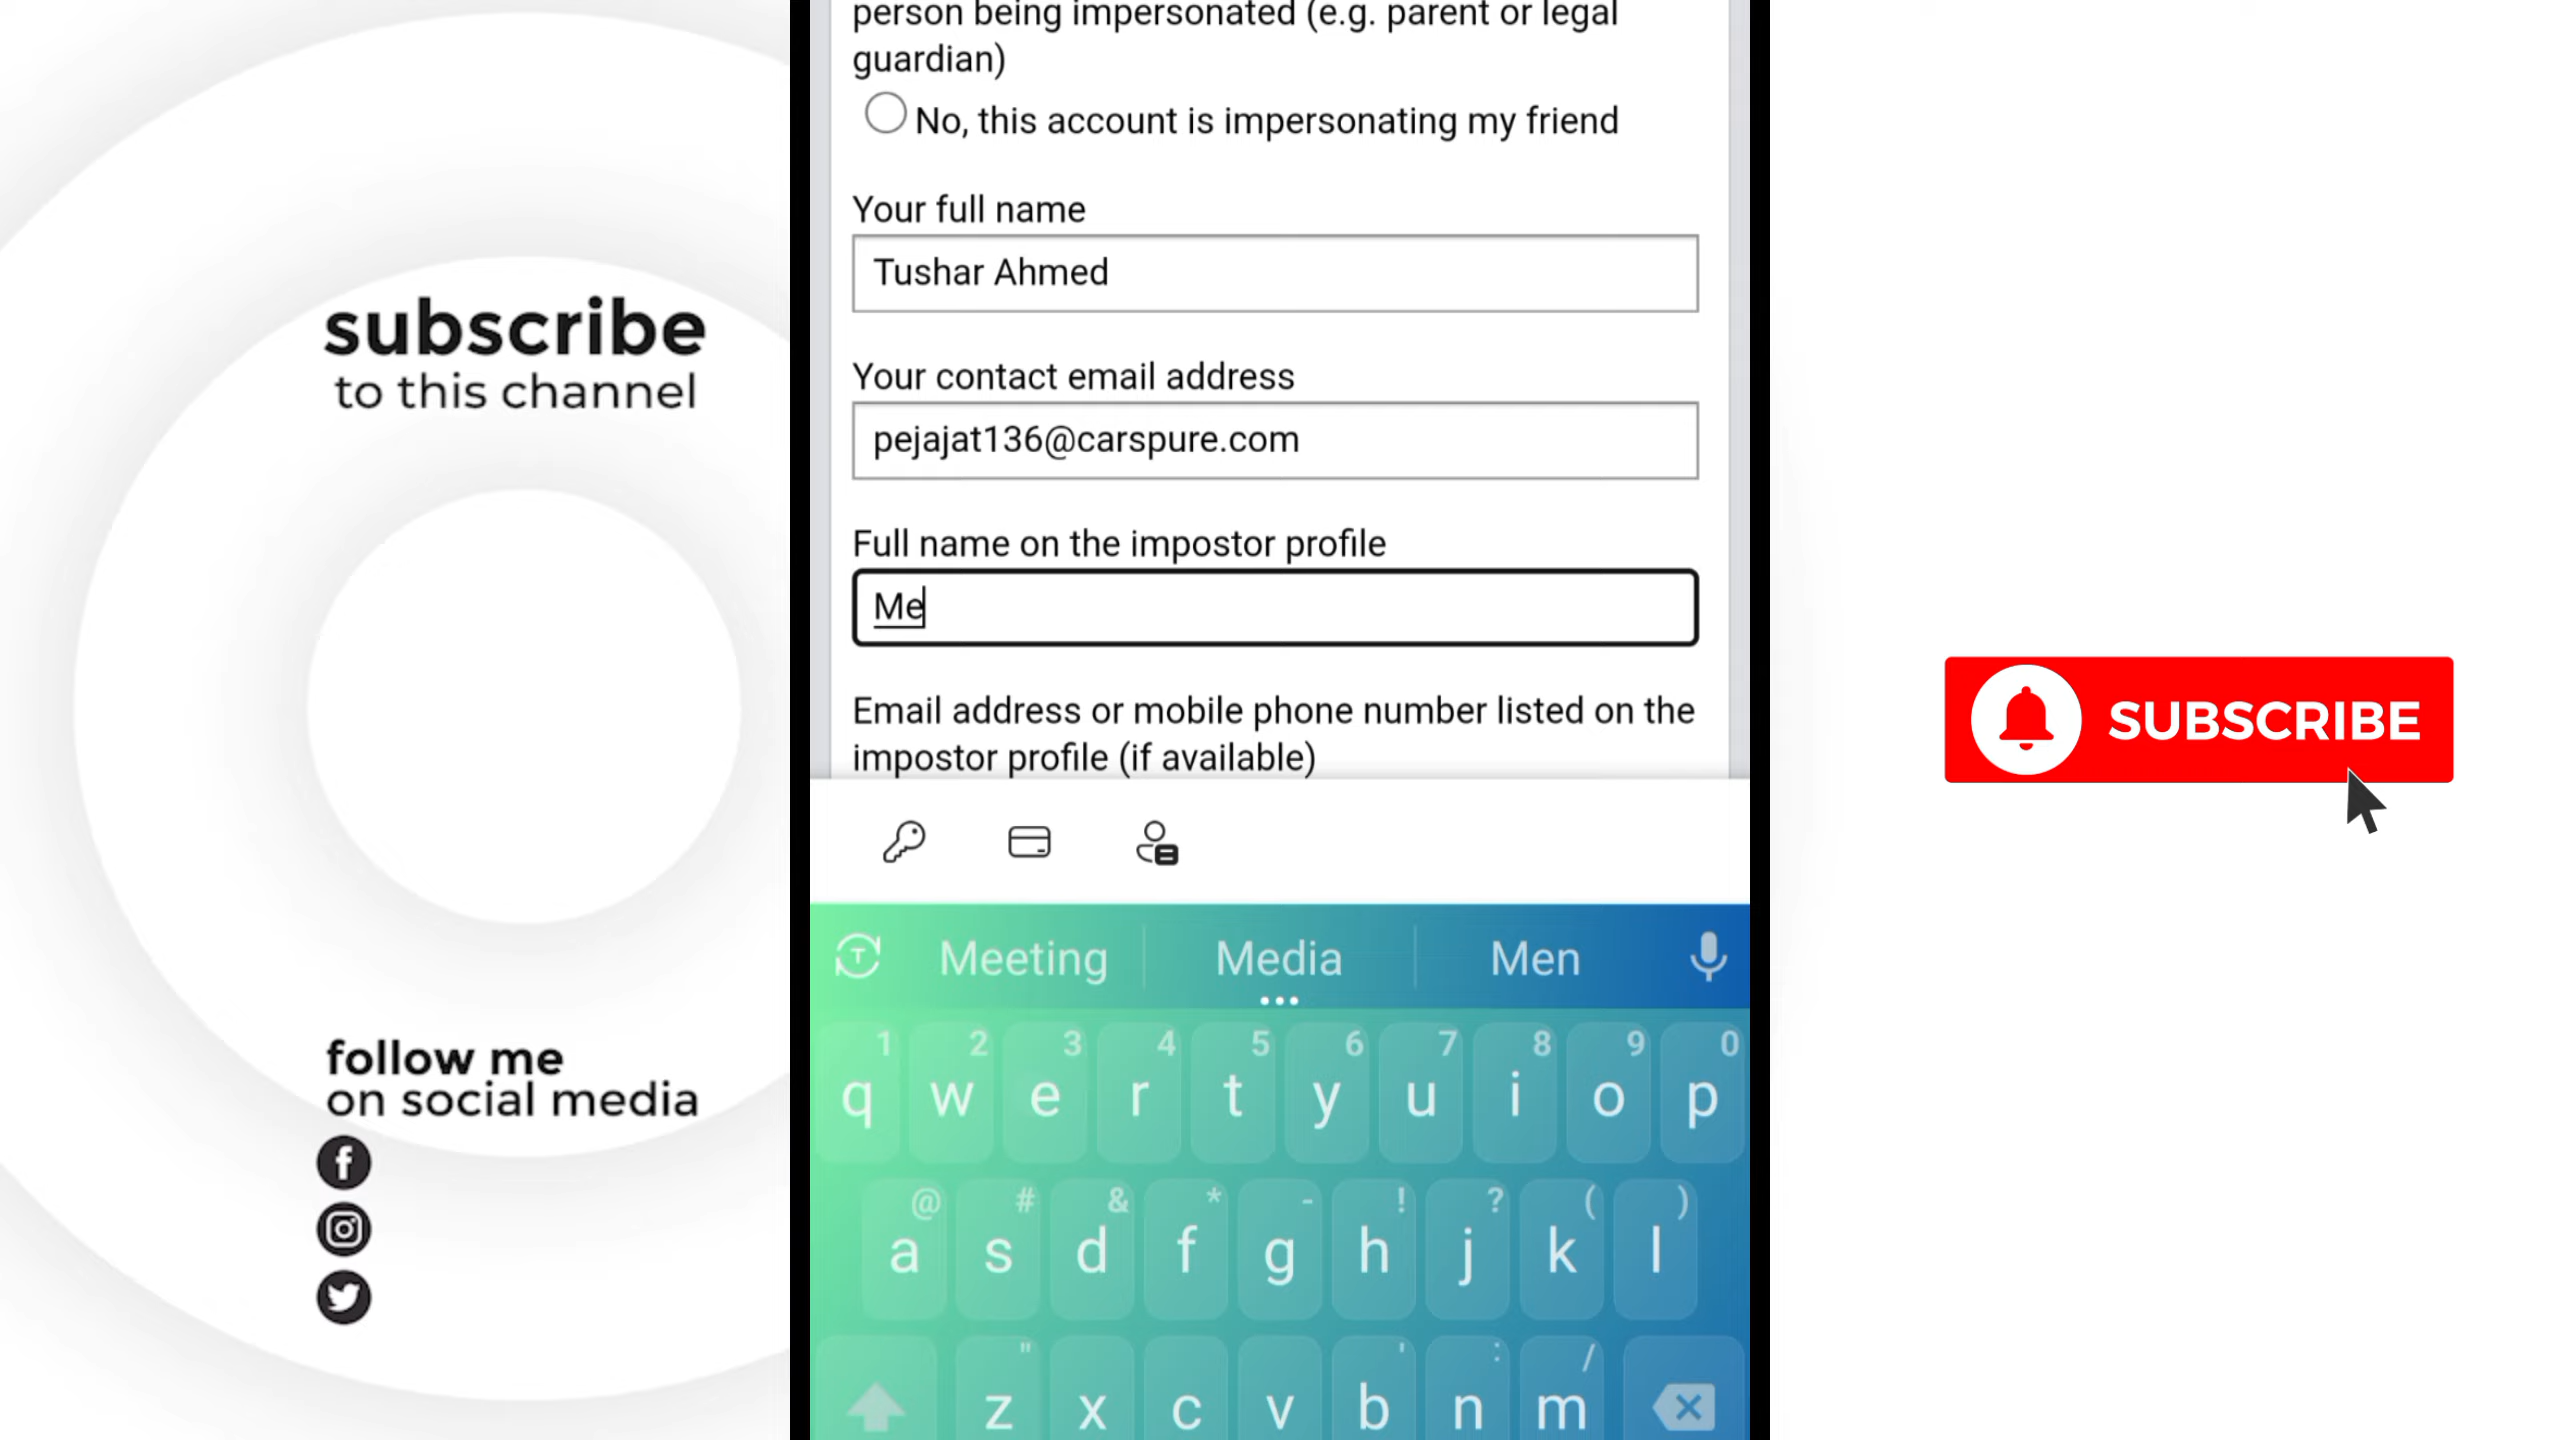 subscribe
to this channel
follow me
on social media
person being impersonated (e.g. parent or legal
guardian)
No, this account is impersonating my friend
Your full name
Tushar Ahmed
Your contact email address
pejajat136@carspure.com
Full name on the impostor profile
Me
Email address or mobile phone number listed on the
impostor profile (if available)
T
Meeting Media Men
1 2 3 4 5 6 7 8 9 0
q w e r t y u i o p
@ # & * - ! ? ( )
a s d f g h j k l
" ' : /
z x c v b n m
SUBSCRIBE